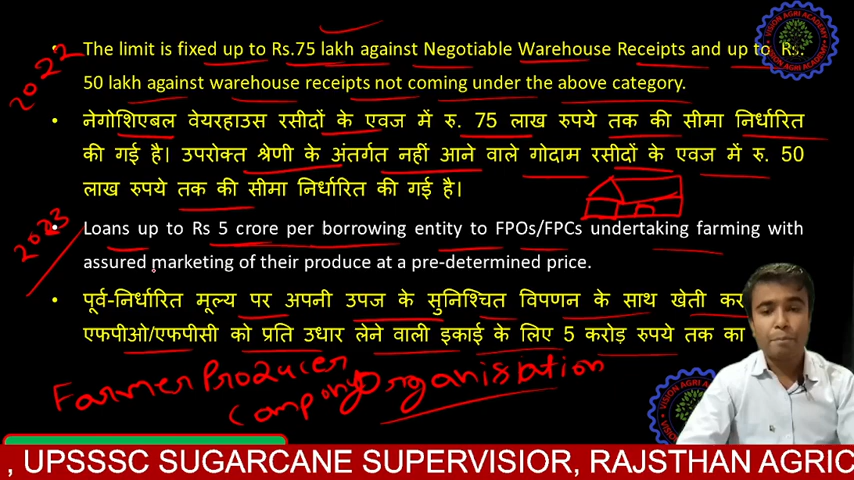 The limit is fixed up to Rs.75 lakh against Negotiable Warehouse Receipts and up to Rs.
50 lakh against warehouse receipts not coming under the above category.
2022
नेगोशिएबल वेयरहाउस रसीदों के एवज में रु. 75 लाख रुपये तक की सीमा निर्धारित
की गई है। उपरोक्त श्रेणी के अंतर्गत नहीं आने वाले गोदाम रसीदों के एवज में रु. 50
लाख रुपये तक की सीमा निर्धारित की गई है।
2023
Loans up to Rs 5 crore per borrowing entity to FPOs/FPCs undertaking farming with
assured marketing of their produce at a pre-determined price.
पूर्व-निर्धारित मूल्य पर अपनी उपज के सुनिश्चित विपणन के साथ खेती कर
एफपीओ/एफपीसी को प्रति उधार लेने वाली इकाई के लिए 5 करोड़ रुपये तक का
Farmer Producer
Company Organisation
VISION AGRI ACADEMY
VISION AGRI ACADEMY
, UPSSSC SUGARCANE SUPERVISIOR, RAJSTHAN AGRIC